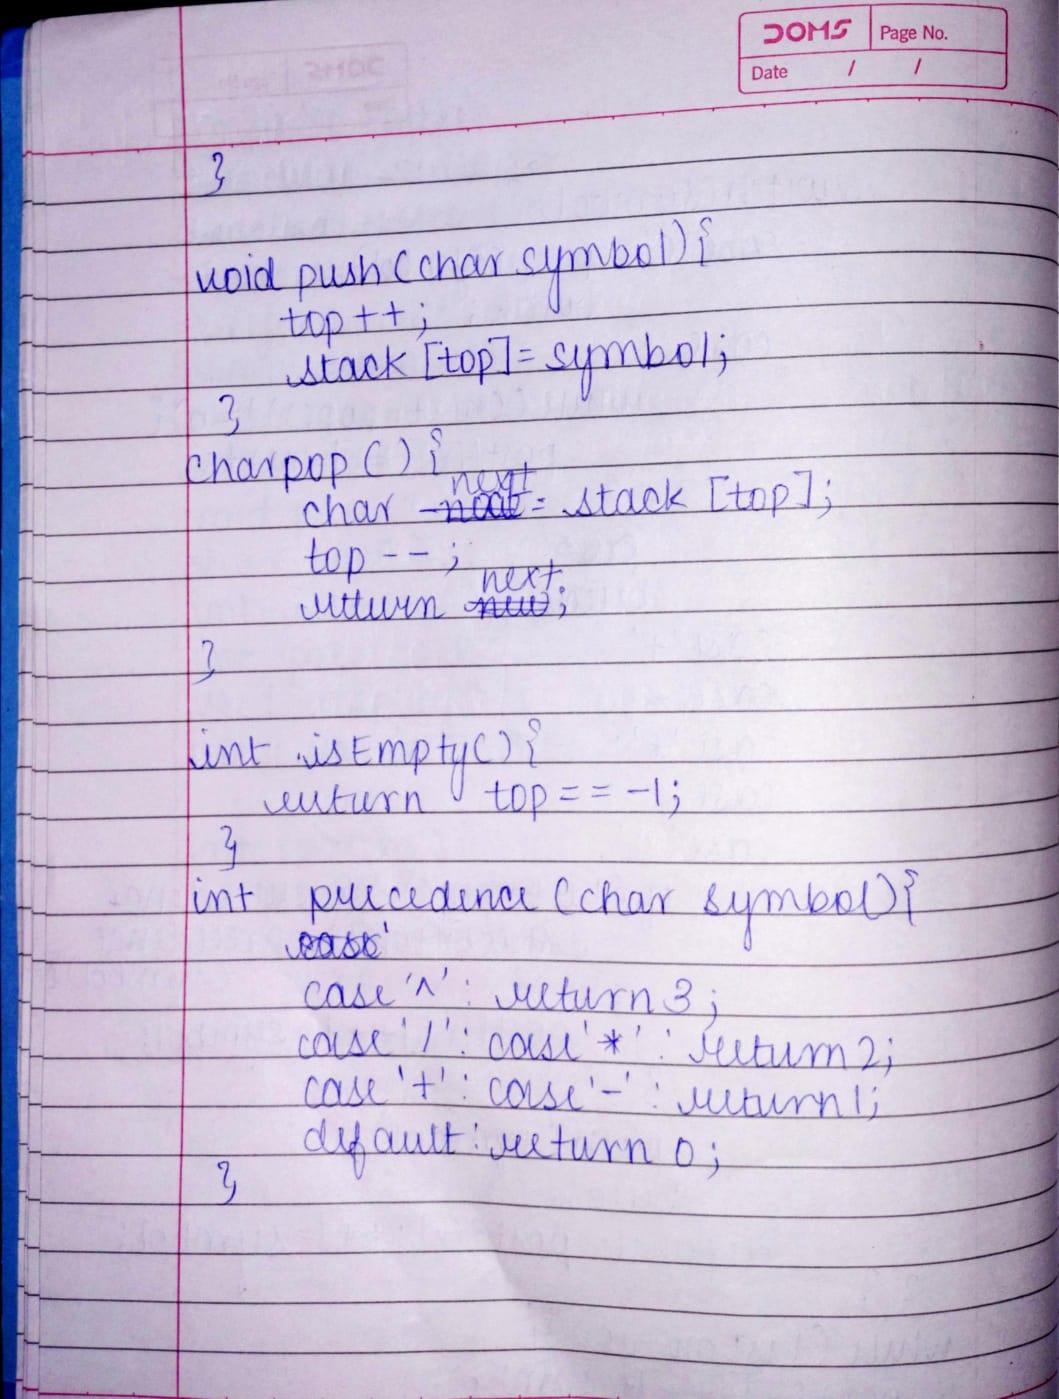 DOMS Page No.
Date / /
}
void push(char symbol){
top++;
stack [top]= symbol;
}
charpop(){
char next = stack [top];
top--;
return next;
}
int isEmpty(){
return top== -1;
}
int precedence (char symbol){
case '^': return 3;
case '/': case '*': return 2;
case '+': case '-': return 1;
default: return 0;
}